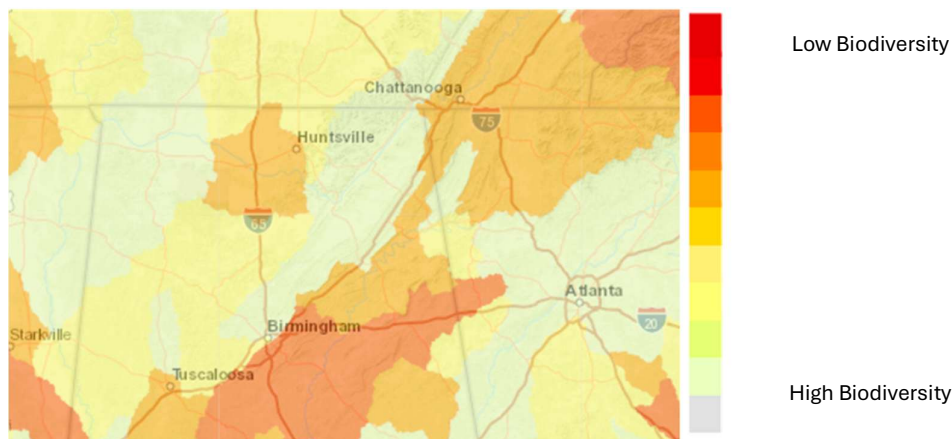 Low Biodiversity
Chattanooga
75
Huntsville
65
Atlanta
20
Birmingham
Starkville
Tuscaloosa
High Biodiversity